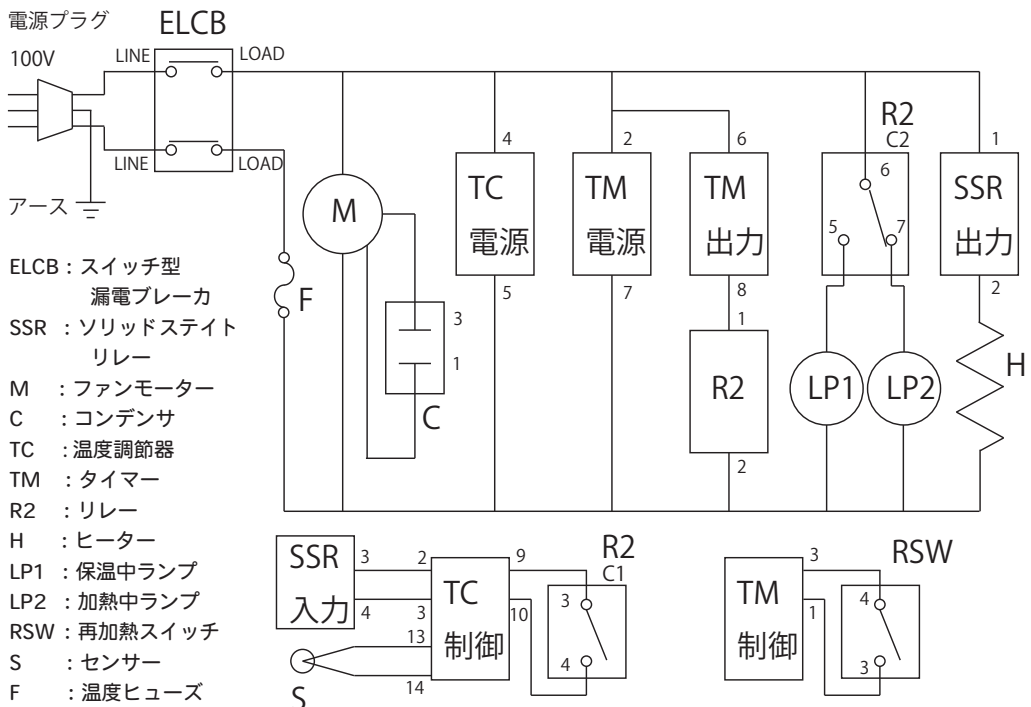 電源プラグ
ELCB
100V
LINE
LOAD
LINE
LOAD
アース
R2
C2
4
2
6
1
TC
電源
TM
電源
TM
出力
6
5
7
SSR
出力
M
5
7
8
2
F
3
1
C
1
R2
2
LP1
LP2
H
ELCB : スイッチ型
漏電ブレーカ
SSR : ソリッドステイト
リレー
M : ファンモーター
C : コンデンサ
TC : 温度調節器
TM : タイマー
R2 : リレー
H : ヒーター
LP1 : 保温中ランプ
LP2 : 加熱中ランプ
RSW : 再加熱スイッチ
S : センサー
F : 温度ヒューズ
SSR
入力
3
4
2
3
13
14
TC
制御
9
10
R2
C1
3
4
S
TM
制御
3
1
RSW
4
3